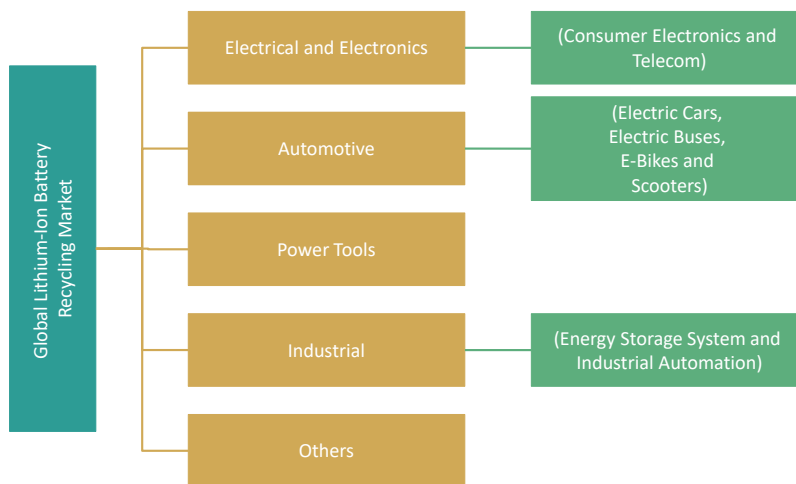 Global Lithium-Ion Battery
Recycling Market
Electrical and Electronics
(Consumer Electronics and
Telecom)
Automotive
(Electric Cars,
Electric Buses,
E-Bikes and
Scooters)
Power Tools
Industrial
(Energy Storage System and
Industrial Automation)
Others